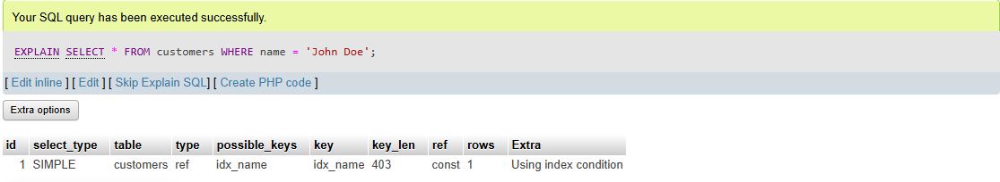 Your SQL query has been executed successfully.
EXPLAIN SELECT * FROM customers WHERE name = 'John Doe';
[ Edit inline ] [ Edit ] [ Skip Explain SQL] [ Create PHP code ]
Extra options
id select_type table type possible_keys key key_len ref rows Extra
1 SIMPLE customers ref idx_name idx_name 403 const 1 Using index condition